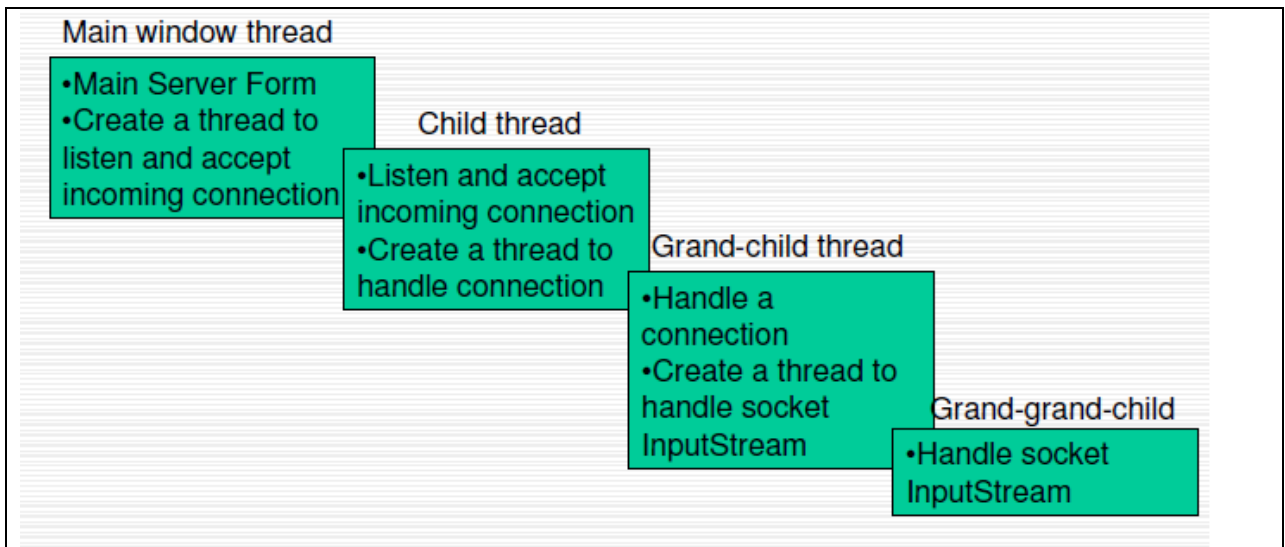 Main window thread
•Main Server Form
•Create a thread to
listen and accept
incoming connection
Child thread
•Listen and accept
incoming connection
•Create a thread to
handle connection
Grand-child thread
•Handle a
connection
•Create a thread to
handle socket
InputStream
Grand-grand-child
•Handle socket
InputStream